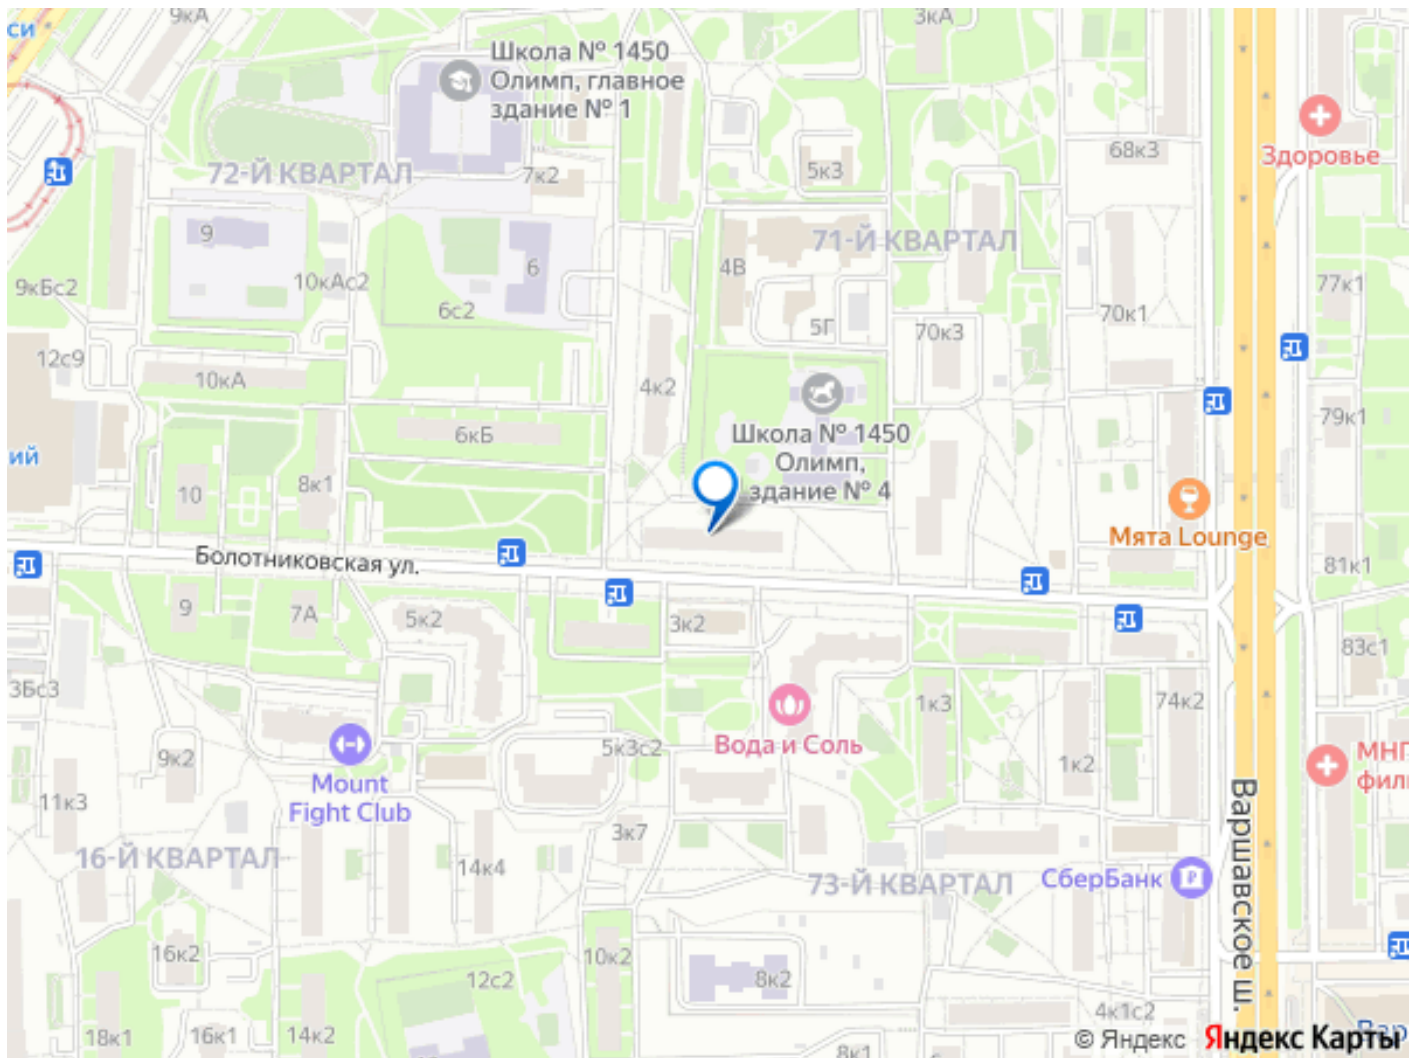 си
9кА
Школа № 1450
Олимп, главное
здание № 1
3кА
Здоровье
68к3
72-Й КВАРТАЛ
7к2
5к3
9
71-Й КВАРТАЛ
4В
6
10кАс2
9кБс2
6с2
77к1
5Г
70к1
70к3
12с9
10кА
4к2
79к1
6кБ
Школа № 1450
Олимп,
здание № 4
ий
10
8к1
Мята Lounge
Болотниковская ул.
81к1
9
7А
5к2
3к2
83с1
3Бс3
1к3
74к2
Вода и Соль
5к3с2
9к2
1к2
МНГ
фил
Mount
Fight Club
11к3
3к7
Варшавское ш.
16-Й КВАРТАЛ
14к4
СберБанк
73-Й КВАРТАЛ
16к2
10к2
12с2
8к2
4к1с2
18к1
16к1
14к2
8к1
© Яндекс
Яндекс Карты